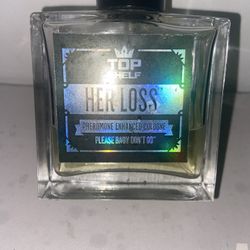 TOP
SHELF
HER LOSS
PHEROMONE ENHANCED COLOGNE
PLEASE BABY DON'T GO